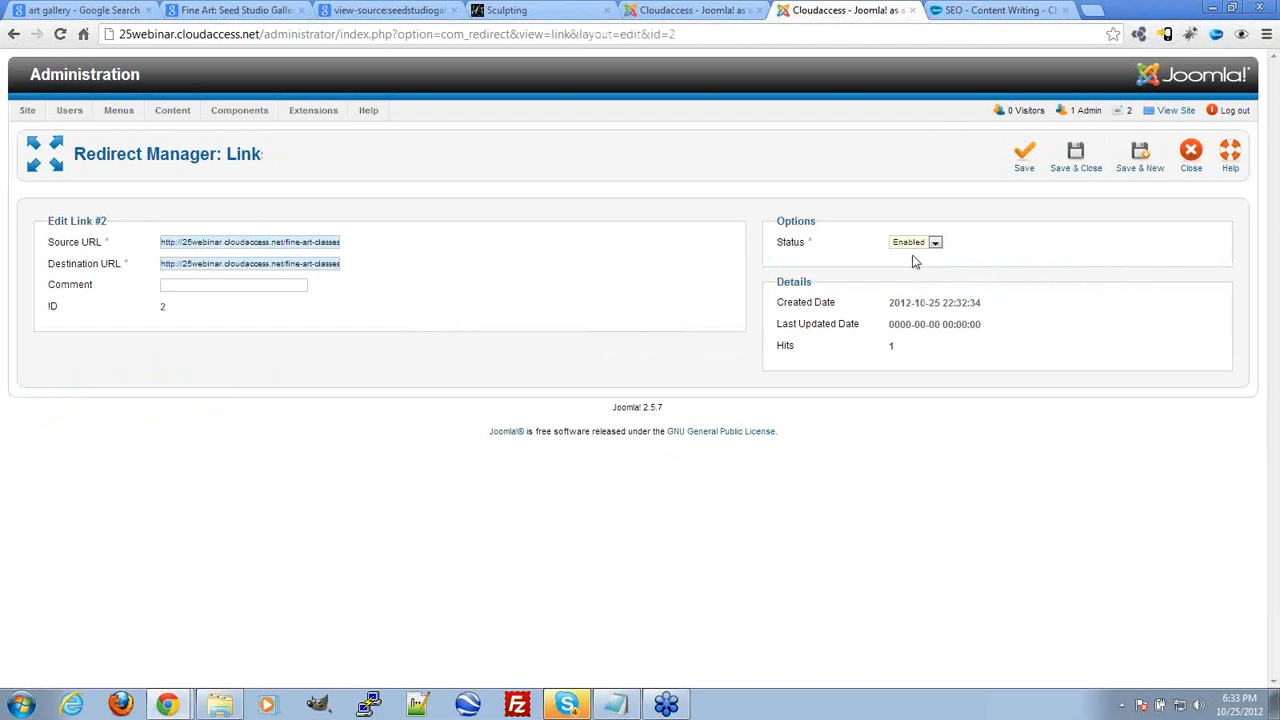 art gallery - Google Search
Fine Art: Seed Studio Galle
view-source:seedstudiogal
Sculpting
Cloudaccess - Joomla! as a
Cloudaccess - Joomla! as a
SEO - Content Writing - Cl
25webinar.cloudaccess.net/administrator/index.php?option=com_redirect&view=link&layout=edit&id=2
Administration
Joomla!
Site Users Menus Content Components Extensions Help
0 Visitors 1 Admin 2 View Site Log out
Redirect Manager: Link
Save Save & Close Save & New Close Help
Edit Link #2
Source URL * http://25webinar.cloudaccess.net/fine-art-classes
Destination URL * http://25webinar.cloudaccess.net/fine-art-classes
Comment
ID 2
Options
Status * Enabled
Details
Created Date 2012-10-25 22:32:34
Last Updated Date 0000-00-00 00:00:00
Hits 1
Joomla! 2.5.7
Joomla!® is free software released under the GNU General Public License.
6:33 PM
10/25/2012